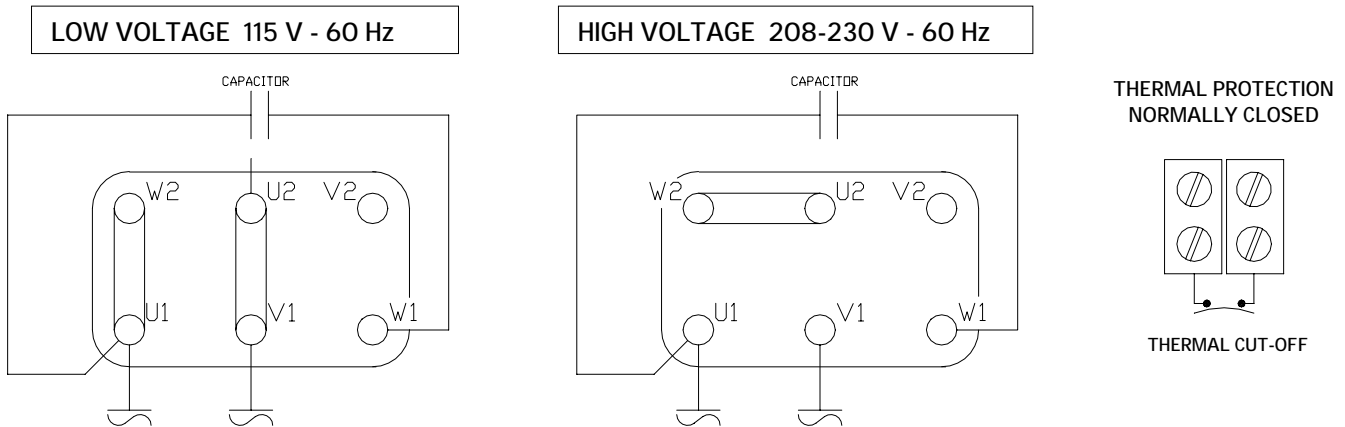 LOW VOLTAGE 115 V - 60 Hz
CAPACITOR
W2 U2 V2
U1 V1 W1
HIGH VOLTAGE 208-230 V - 60 Hz
CAPACITOR
W2 U2 V2
U1 V1 W1
THERMAL PROTECTION
NORMALLY CLOSED
THERMAL CUT-OFF